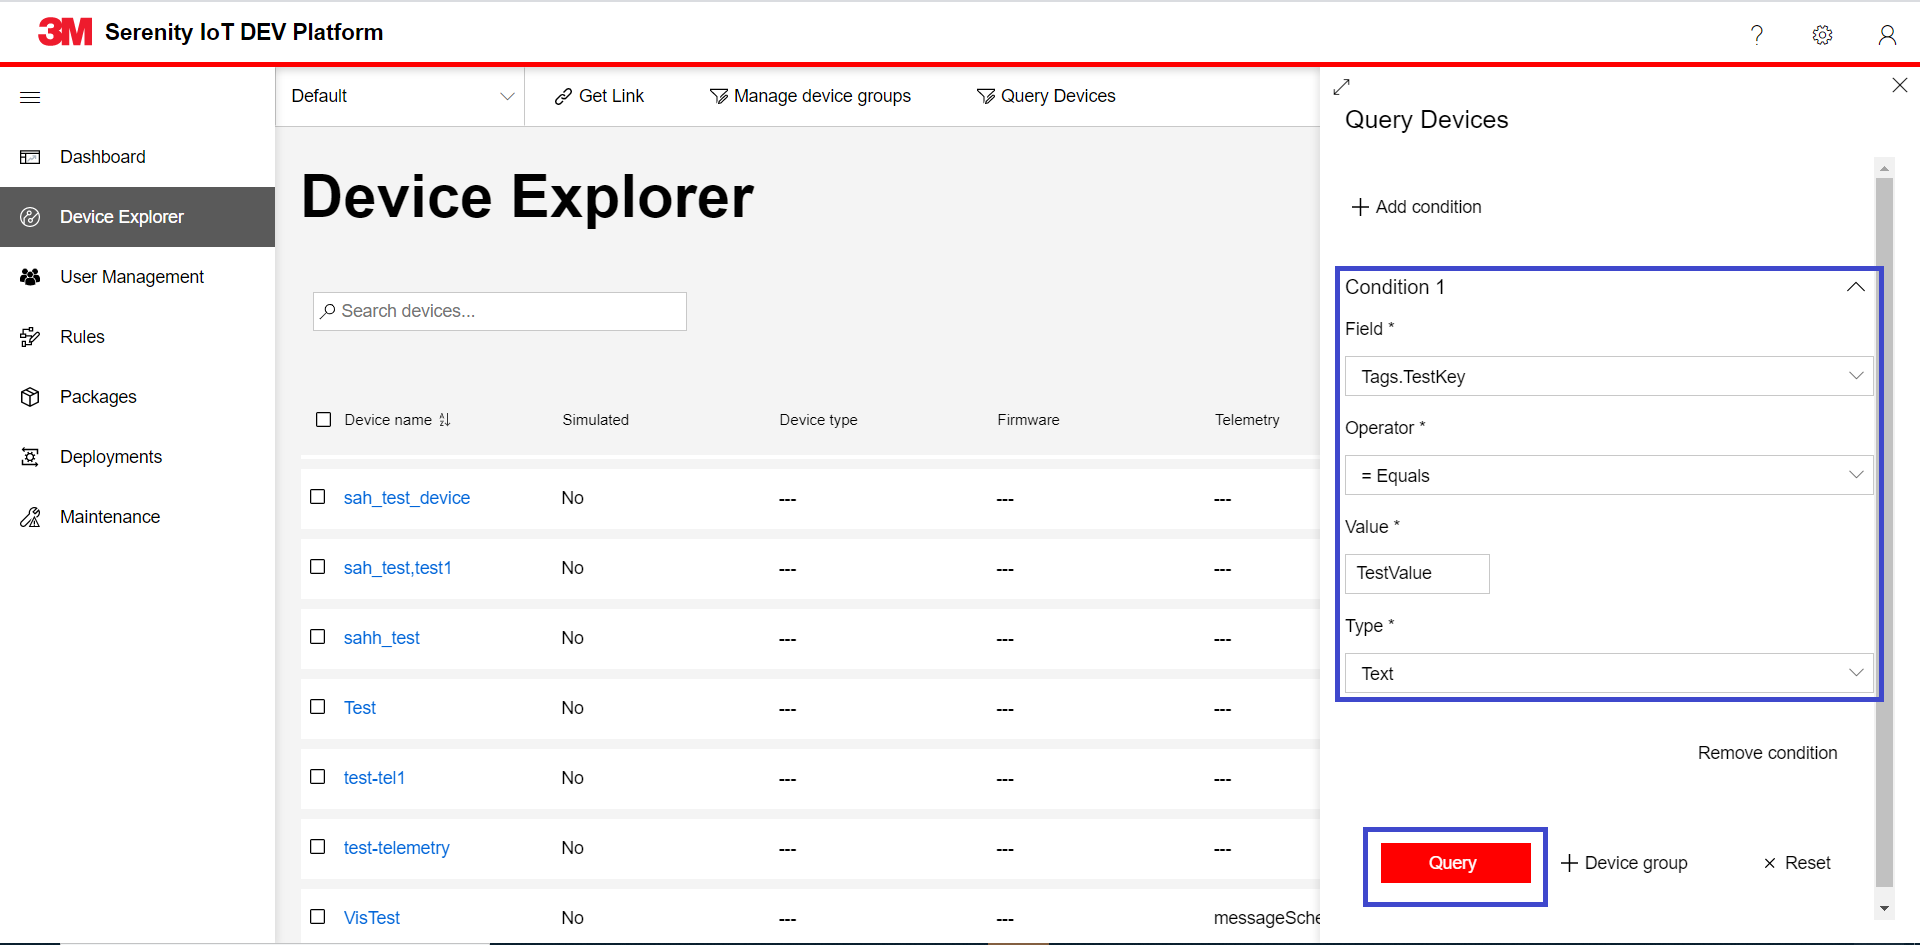 3M Serenity IoT DEV Platform
Default
Get Link
Manage device groups
Query Devices
Dashboard
Device Explorer
User Management
Rules
Packages
Deployments
Maintenance
Device Explorer
Search devices...
Device name Simulated Device type Firmware Telemetry
sah_test_device No --- --- ---
sah_test,test1 No --- --- ---
sahh_test No --- --- ---
Test No --- --- ---
test-tel1 No --- --- ---
test-telemetry No --- --- ---
VisTest No --- --- messageSche
Query Devices
Add condition
Condition 1
Field *
Tags.TestKey
Operator *
= Equals
Value *
TestValue
Type *
Text
Remove condition
Query
Device group
Reset